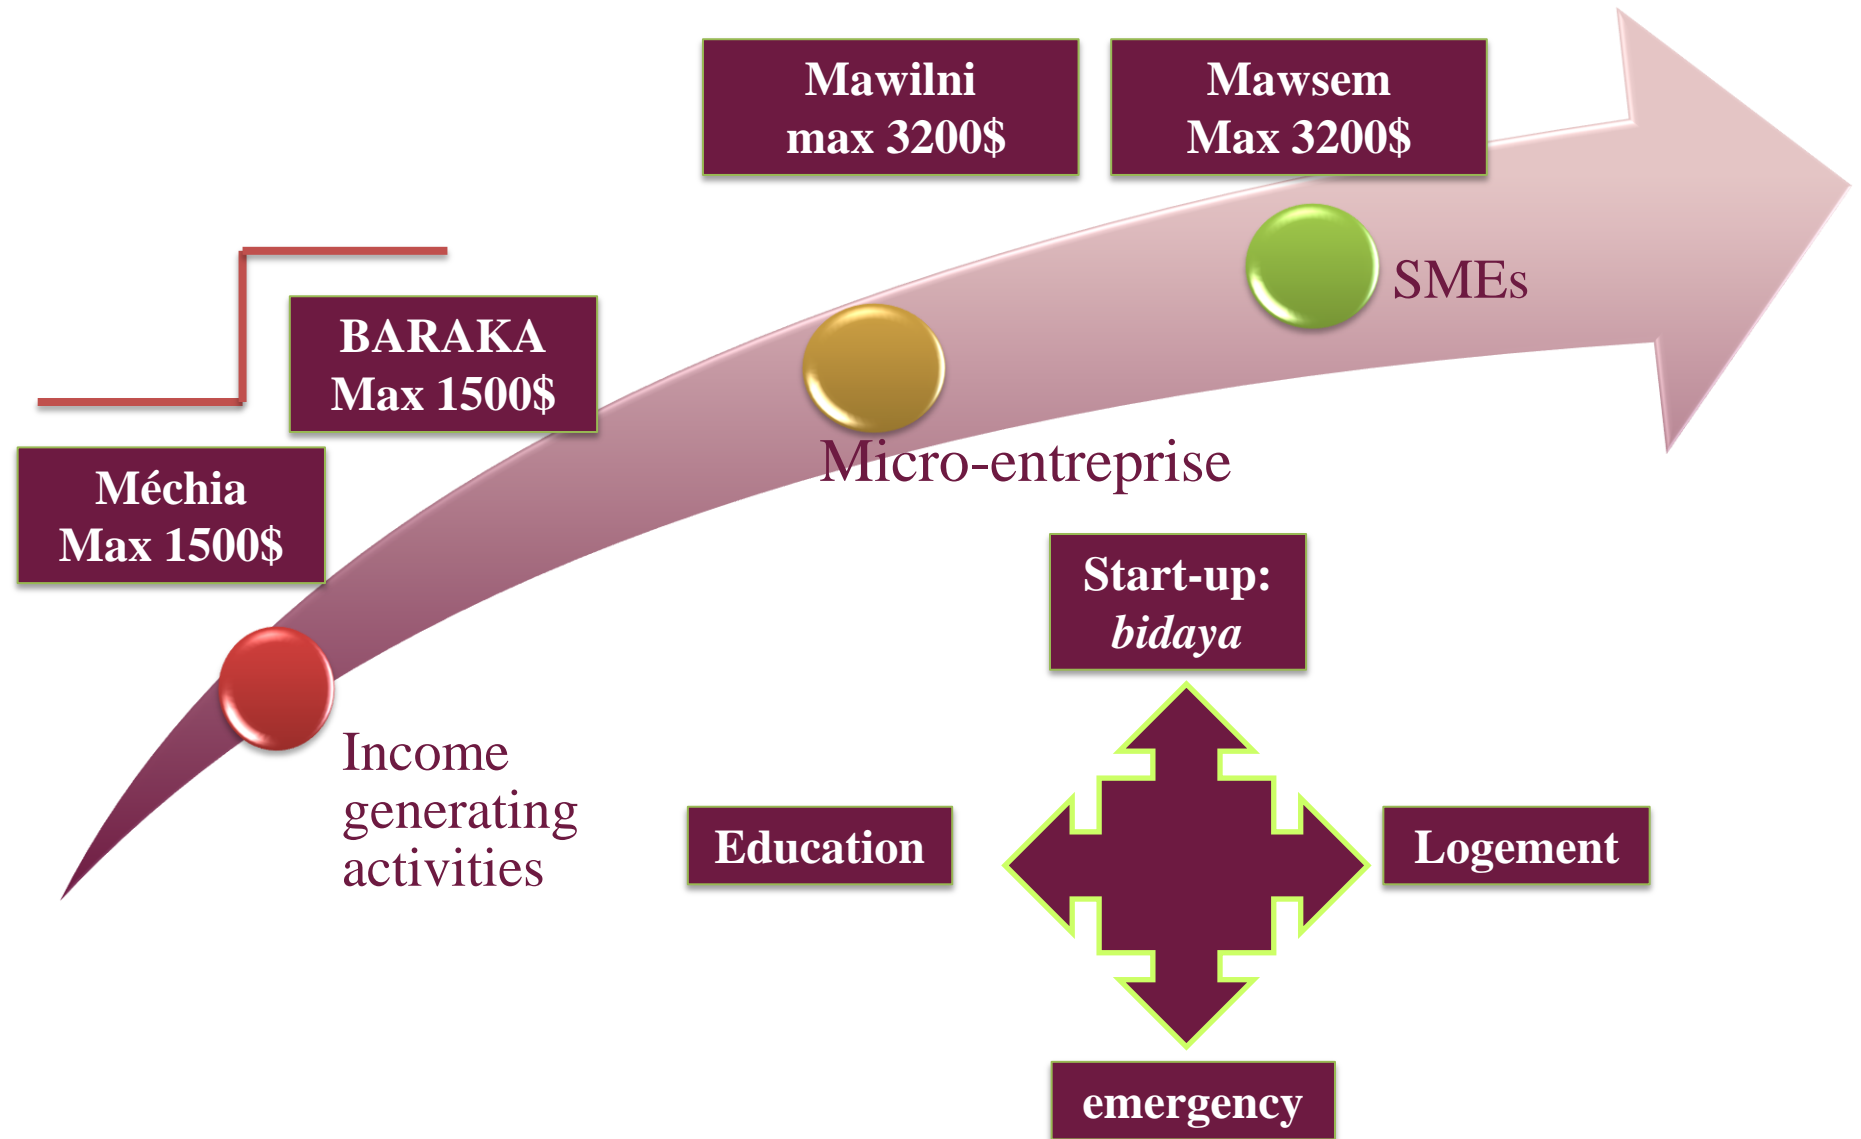 Mawilni
max 3200$
Mawsem
Max 3200$
SMEs
BARAKA
Max 1500$
Micro-entreprise
Méchia
Max 1500$
Income
generating
activities
Start-up:
bidaya
Education
Logement
emergency